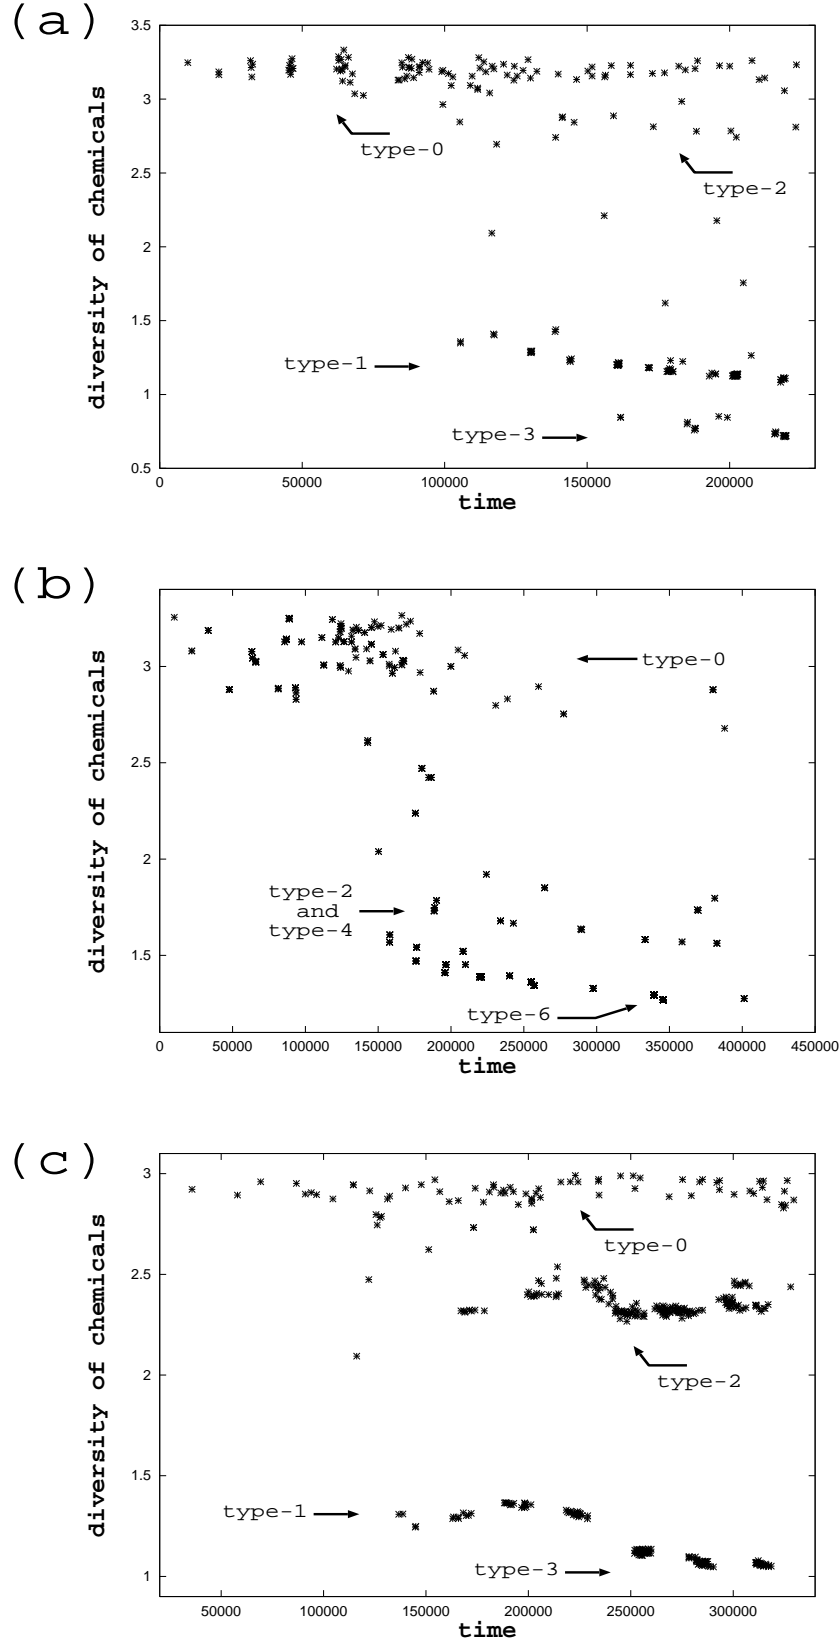 (a)
3.5
3
2.5
2
1.5
1
0.5
diversity of chemicals
type-0
type-2
type-1
type-3
0 50000 100000 150000 200000
time
(b)
3
2.5
2
1.5
0
diversity of chemicals
type-0
type-2
and
type-4
type-6
0 50000 100000 150000 200000 250000 300000 350000 400000 450000
time
(c)
3
2.5
2
1.5
1
diversity of chemicals
type-0
type-2
type-1
type-3
50000 100000 150000 200000 250000 300000
time